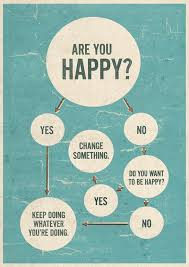 ARE YOU
HAPPY?
YES
NO
CHANGE
SOMETHING.
DO YOU WANT
TO BE HAPPY?
YES
KEEP DOING
WHATEVER
YOU'RE DOING.
NO